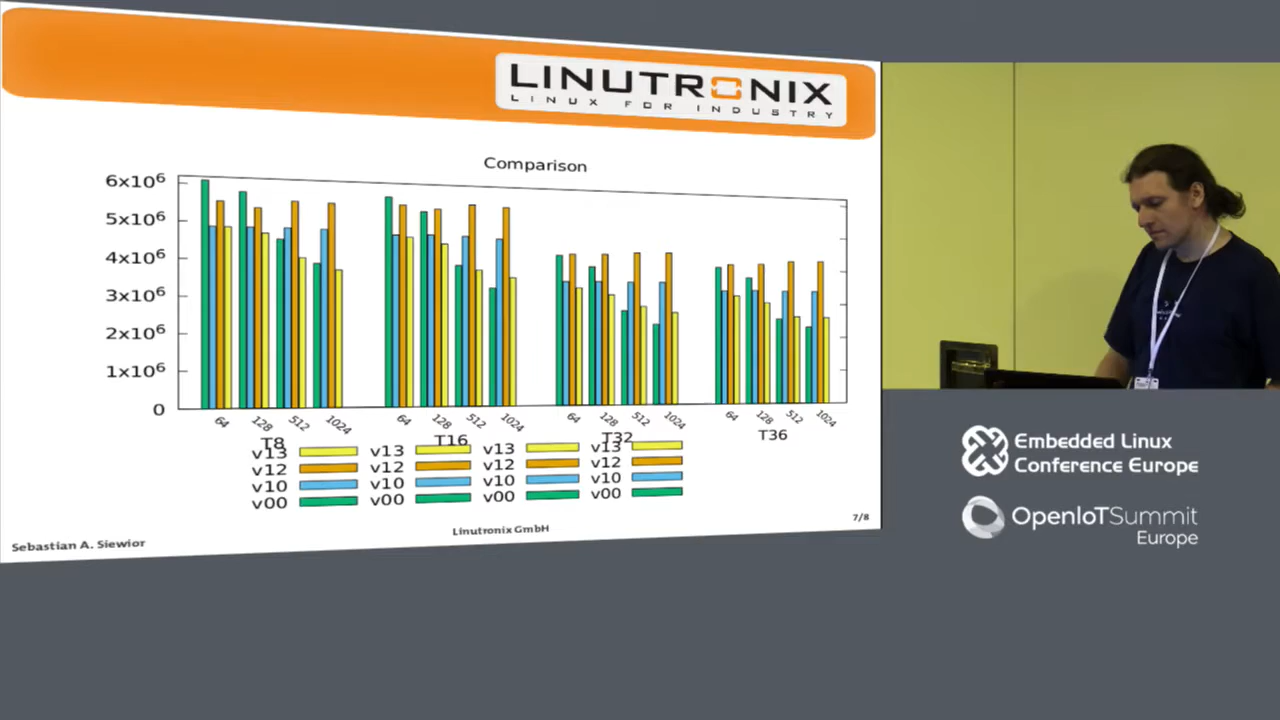 LINUTRONIX
LINUX FOR INDUSTRY
Comparison
6x10⁶
5x10⁶
4x10⁶
3x10⁶
2x10⁶
1x10⁶
0
64 128 512 1024 64 128 512 1024 64 128 512 1024 64 128 512 1024
T8 T16 T32 T36
v13 v13 v13 v13
v12 v12 v12 v12
v10 v10 v10 v10
v00 v00 v00 v00
Sebastian A. Siewior
Linutronix GmbH
7/8
Embedded Linux
Conference Europe
OpenIoTSummit
Europe